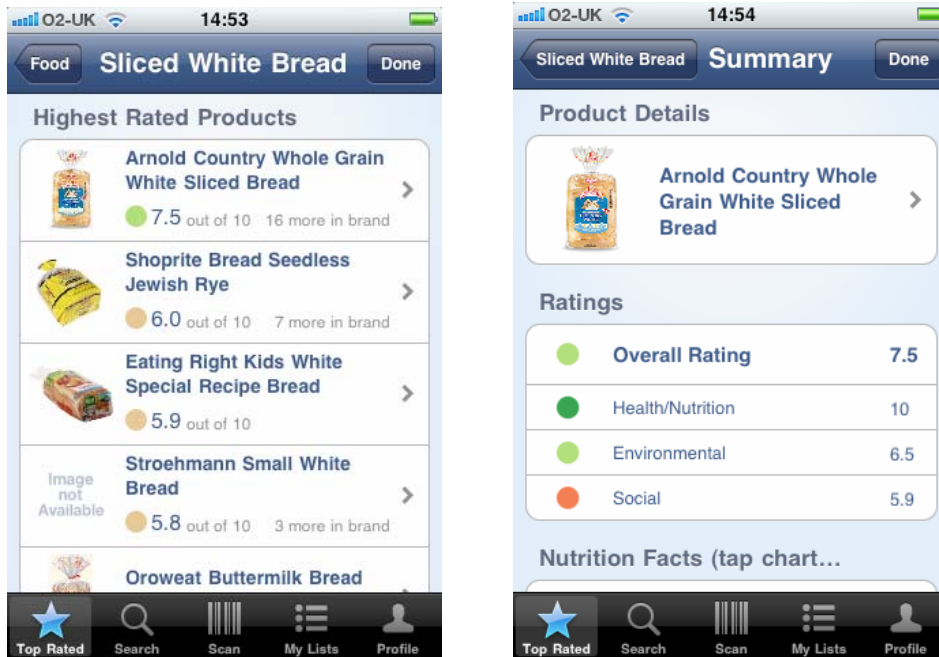 O2-UK 14:53
Food Sliced White Bread Done
Highest Rated Products
Arnold Country Whole Grain
White Sliced Bread
7.5 out of 10 16 more in brand
Shoprite Bread Seedless
Jewish Rye
6.0 out of 10 7 more in brand
Eating Right Kids White
Special Recipe Bread
5.9 out of 10
Image
not
Available
Stroehmann Small White
Bread
5.8 out of 10 3 more in brand
Oroweat Buttermilk Bread
Top Rated Search Scan My Lists Profile
O2-UK 14:54
Sliced White Bread Summary Done
Product Details
Arnold Country Whole
Grain White Sliced
Bread
Ratings
Overall Rating 7.5
Health/Nutrition 10
Environmental 6.5
Social 5.9
Nutrition Facts (tap chart...
Top Rated Search Scan My Lists Profile